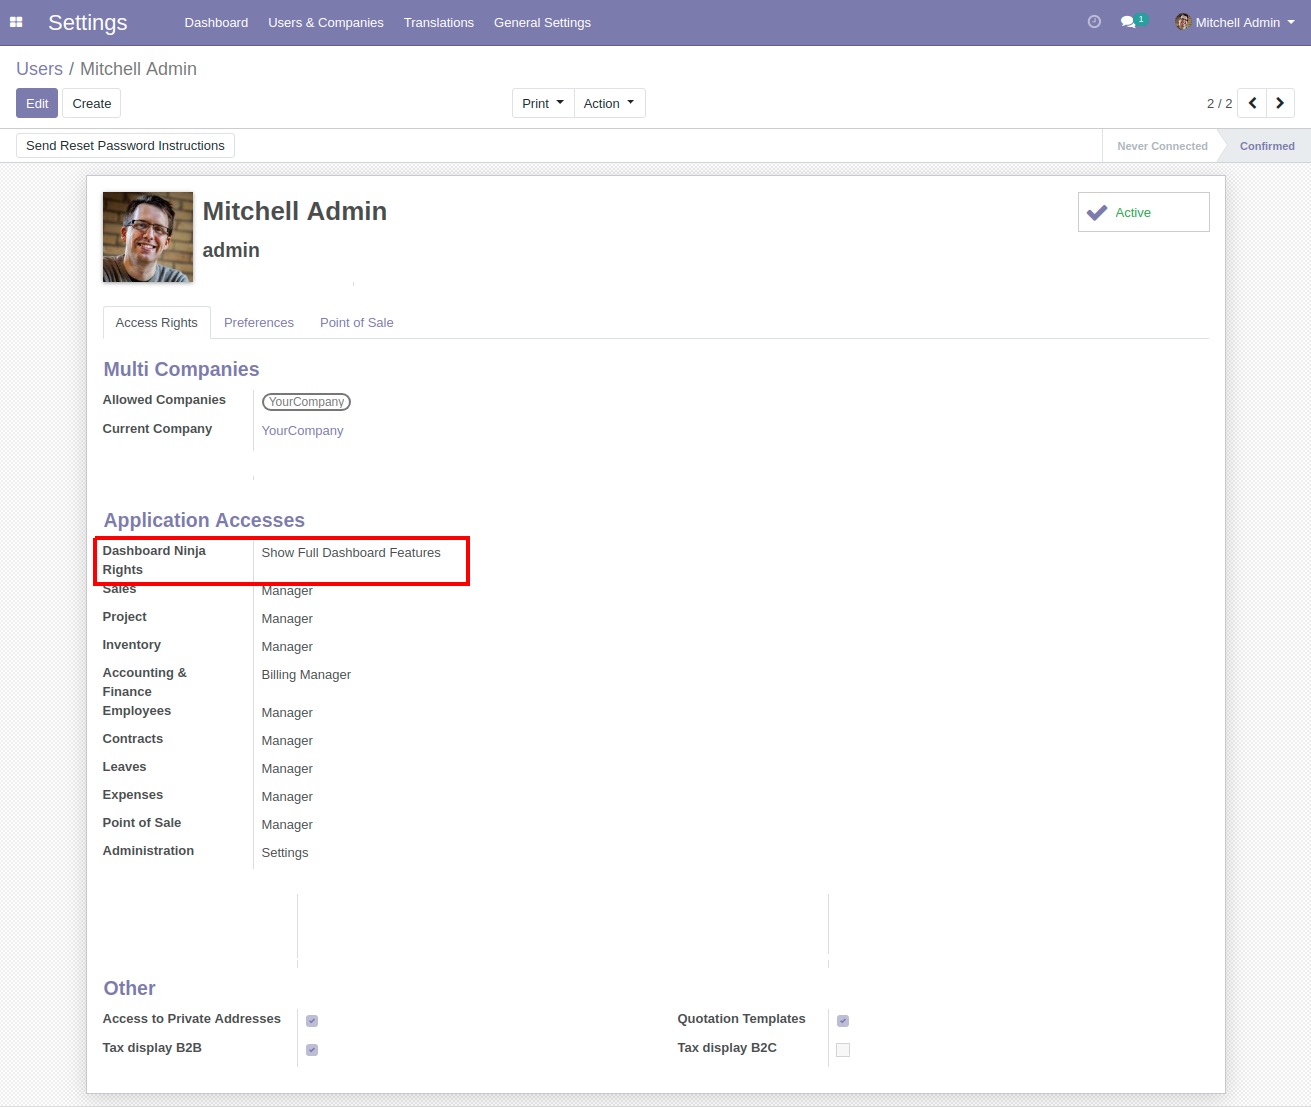 Settings Dashboard Users & Companies Translations General Settings 1 Mitchell Admin
Users / Mitchell Admin
Edit Create Print Action 2 / 2
Send Reset Password Instructions Never Connected Confirmed
Mitchell Admin
Active
admin
Access Rights Preferences Point of Sale
Multi Companies
Allowed Companies YourCompany
Current Company YourCompany
Application Accesses
Dashboard Ninja Show Full Dashboard Features
Rights
Sales Manager
Project Manager
Inventory Manager
Accounting & Billing Manager
Finance
Employees Manager
Contracts Manager
Leaves Manager
Expenses Manager
Point of Sale Manager
Administration Settings
Other
Access to Private Addresses Quotation Templates
Tax display B2B Tax display B2C